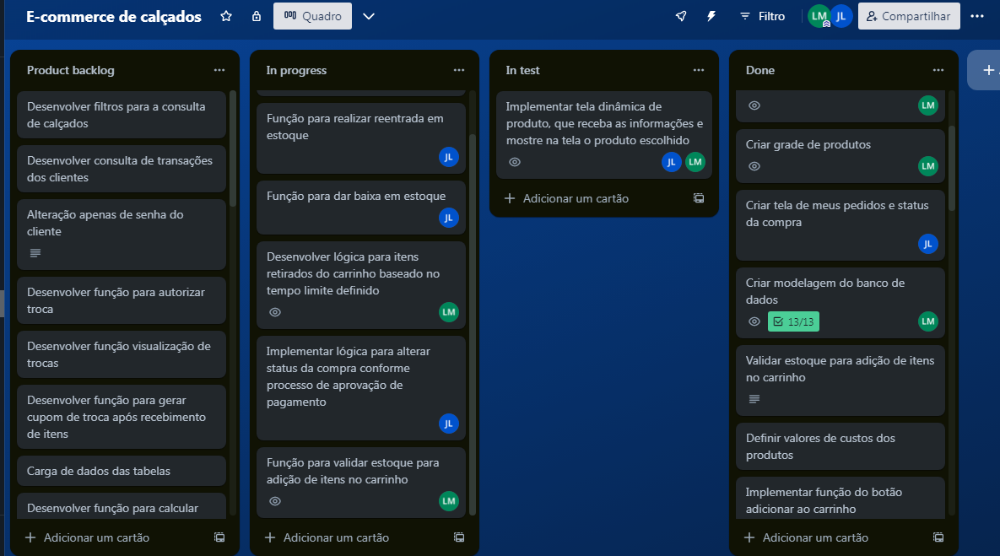 E-commerce de calçados
Quadro
Filtro
LM
JL
Compartilhar
Product backlog
Desenvolver filtros para a consulta
de calçados
Desenvolver consulta de transações
dos clientes
Alteração apenas de senha do
cliente
Desenvolver função para autorizar
troca
Desenvolver função visualização de
trocas
Desenvolver função para gerar
cupom de troca após recebimento
de itens
Carga de dados das tabelas
Desenvolver função para calcular
+ Adicionar um cartão
In progress
Função para realizar reentrada em
estoque
JL
Função para dar baixa em estoque
JL
Desenvolver lógica para itens
retirados do carrinho baseado no
tempo limite definido
LM
Implementar lógica para alterar
status da compra conforme
processo de aprovação de
pagamento
JL
Função para validar estoque para
adição de itens no carrinho
LM
+ Adicionar um cartão
In test
Implementar tela dinâmica de
produto, que receba as informações e
mostre na tela o produto escolhido
JL
LM
+ Adicionar um cartão
Done
LM
Criar grade de produtos
LM
Criar tela de meus pedidos e status
da compra
JL
Criar modelagem do banco de
dados
13/13
LM
Validar estoque para adição de itens
no carrinho
Definir valores de custos dos
produtos
Implementar função do botão
adicionar ao carrinho
+ Adicionar um cartão
+